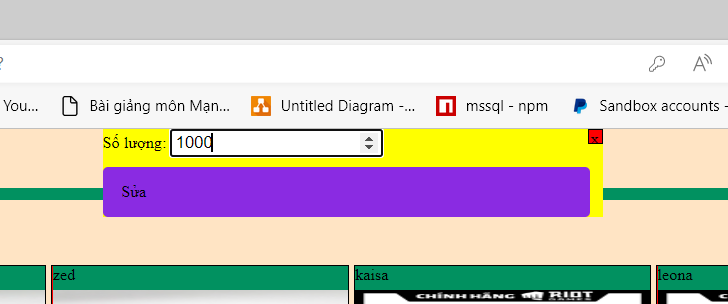 ?
You...
Bài giảng môn Mạn...
Untitled Diagram -...
mssql - npm
Sandbox accounts -
Số lượng: 1000
x
Sửa
zed
kaisa
leona
CHÍNH HÃNG RIOT GAMES